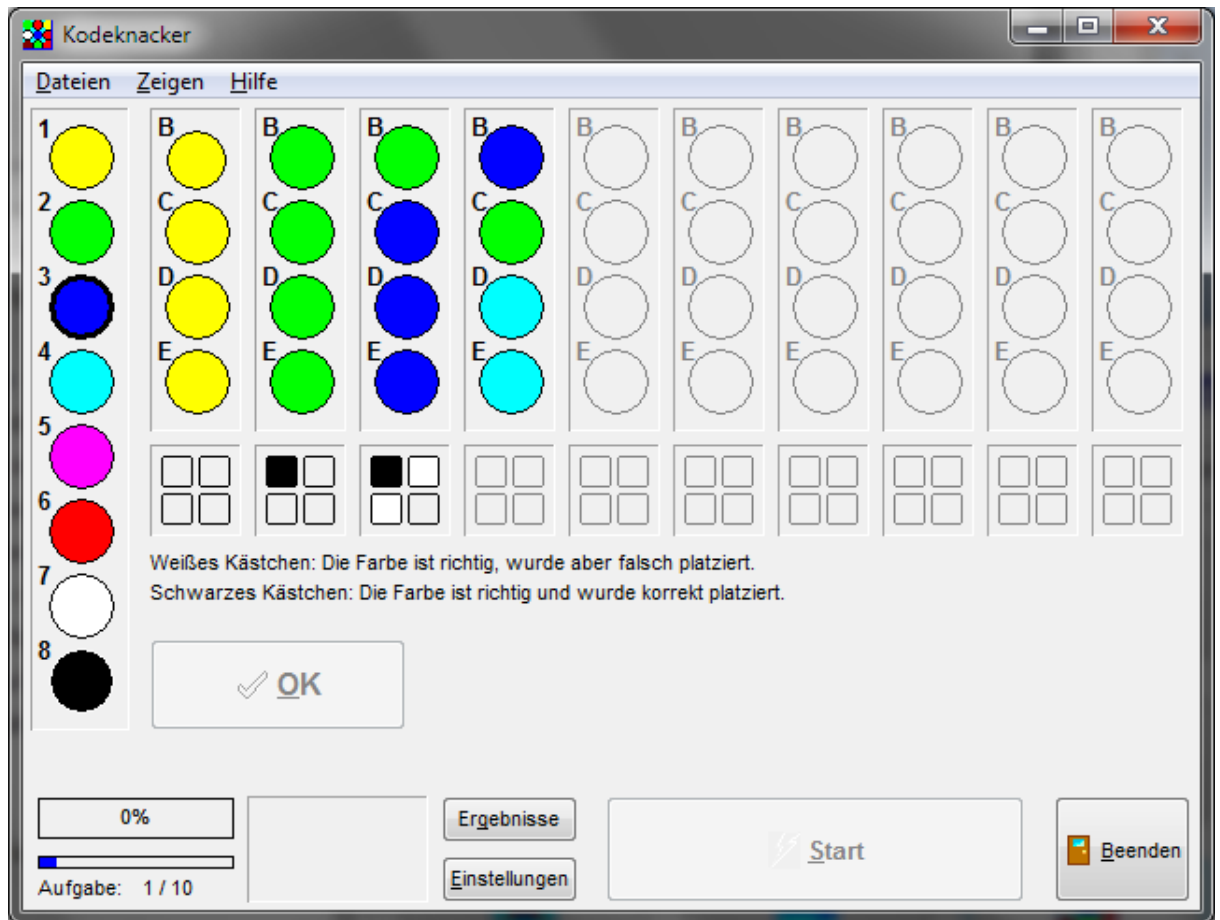 Kodeknacker
Dateien Zeigen Hilfe
1 B B B B B B B B B B
2 C C C C C C C C C C
3 D D D D D D D D D D
4 E E E E E E E E E E
5
6
7
8
Weißes Kästchen: Die Farbe ist richtig, wurde aber falsch platziert.
Schwarzes Kästchen: Die Farbe ist richtig und wurde korrekt platziert.
OK
0%
Aufgabe: 1 / 10
Ergebnisse
Einstellungen
Start
Beenden